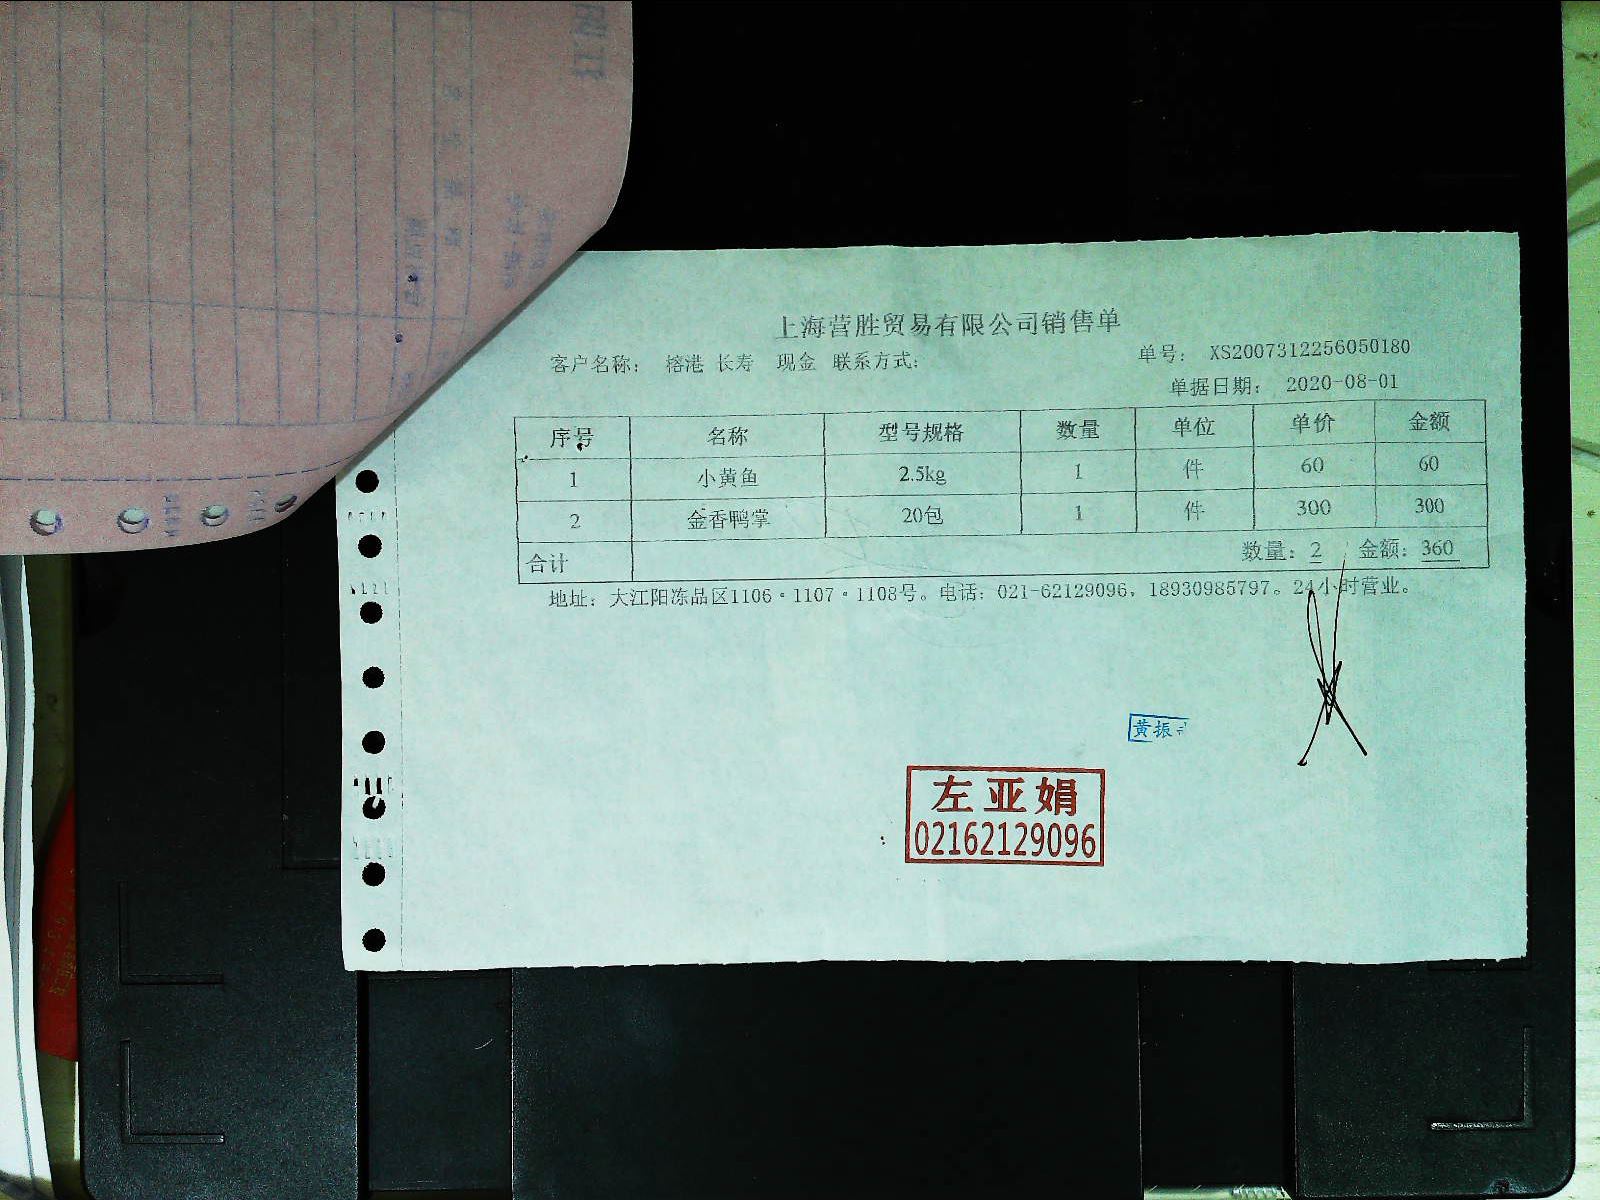 上海营胜贸易有限公司销售单
客户名称： 榕港 长寿 现金 联系方式： 单号： XS2007312256050180
单据日期： 2020-08-01
序号 名称 型号规格 数量 单位 单价 金额
1 小黄鱼 2.5kg 1 件 60 60
2 金香鸭掌 20包 1 件 300 300
合计 数量：2 金额：360
地址：大江阳冻品区1106·1107·1108号。电话：021-62129096，18930985797。24小时营业。
黄振
左亚娟
02162129096